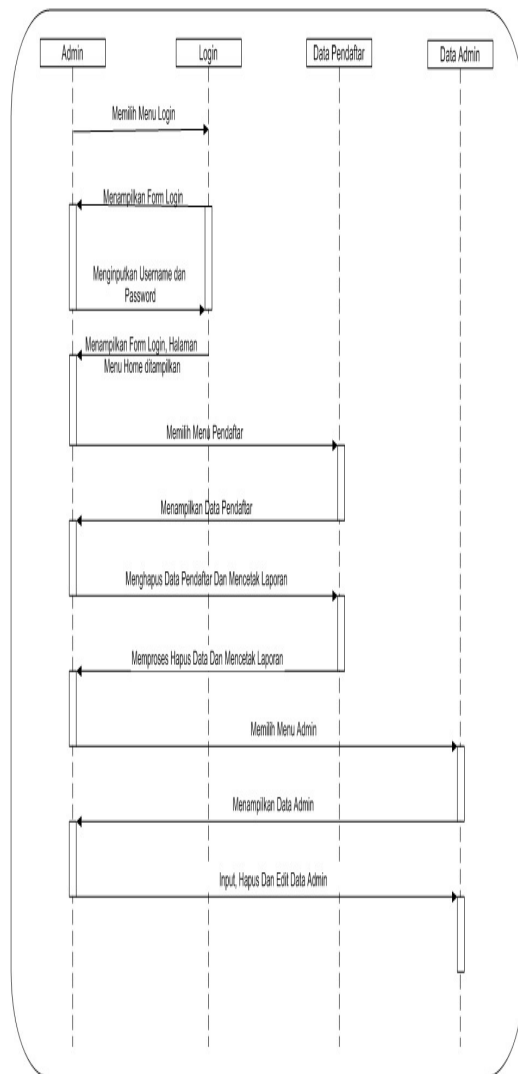 Admin
Login
Data Pendaftar
Data Admin
Memilih Menu Login
Menampilkan Form Login
Menginputkan Username dan
Password
Menampilkan Form Login, Halaman
Menu Home ditampilkan
Memilih Menu Pendaftar
Menampilkan Data Pendaftar
Menghapus Data Pendaftar Dan Mencetak Laporan
Memproses Hapus Data Dan Mencetak Laporan
Memilih Menu Admin
Menampilkan Data Admin
Input, Hapus Dan Edit Data Admin